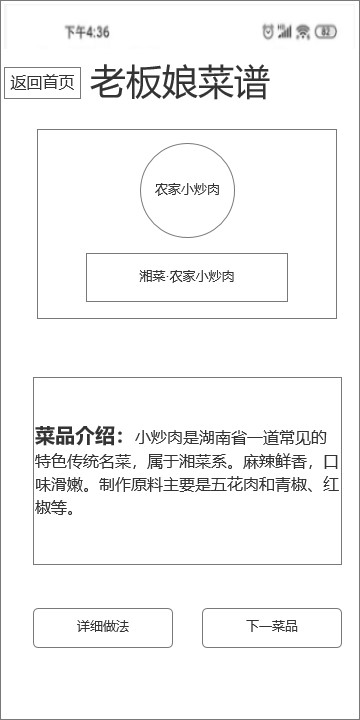 下午4:36
HD 82
返回首页 老板娘菜谱
农家小炒肉
湘菜·农家小炒肉
菜品介绍：小炒肉是湖南省一道常见的
特色传统名菜，属于湘菜系。麻辣鲜香，口
味滑嫩。制作原料主要是五花肉和青椒、红
椒等。
详细做法 下一菜品